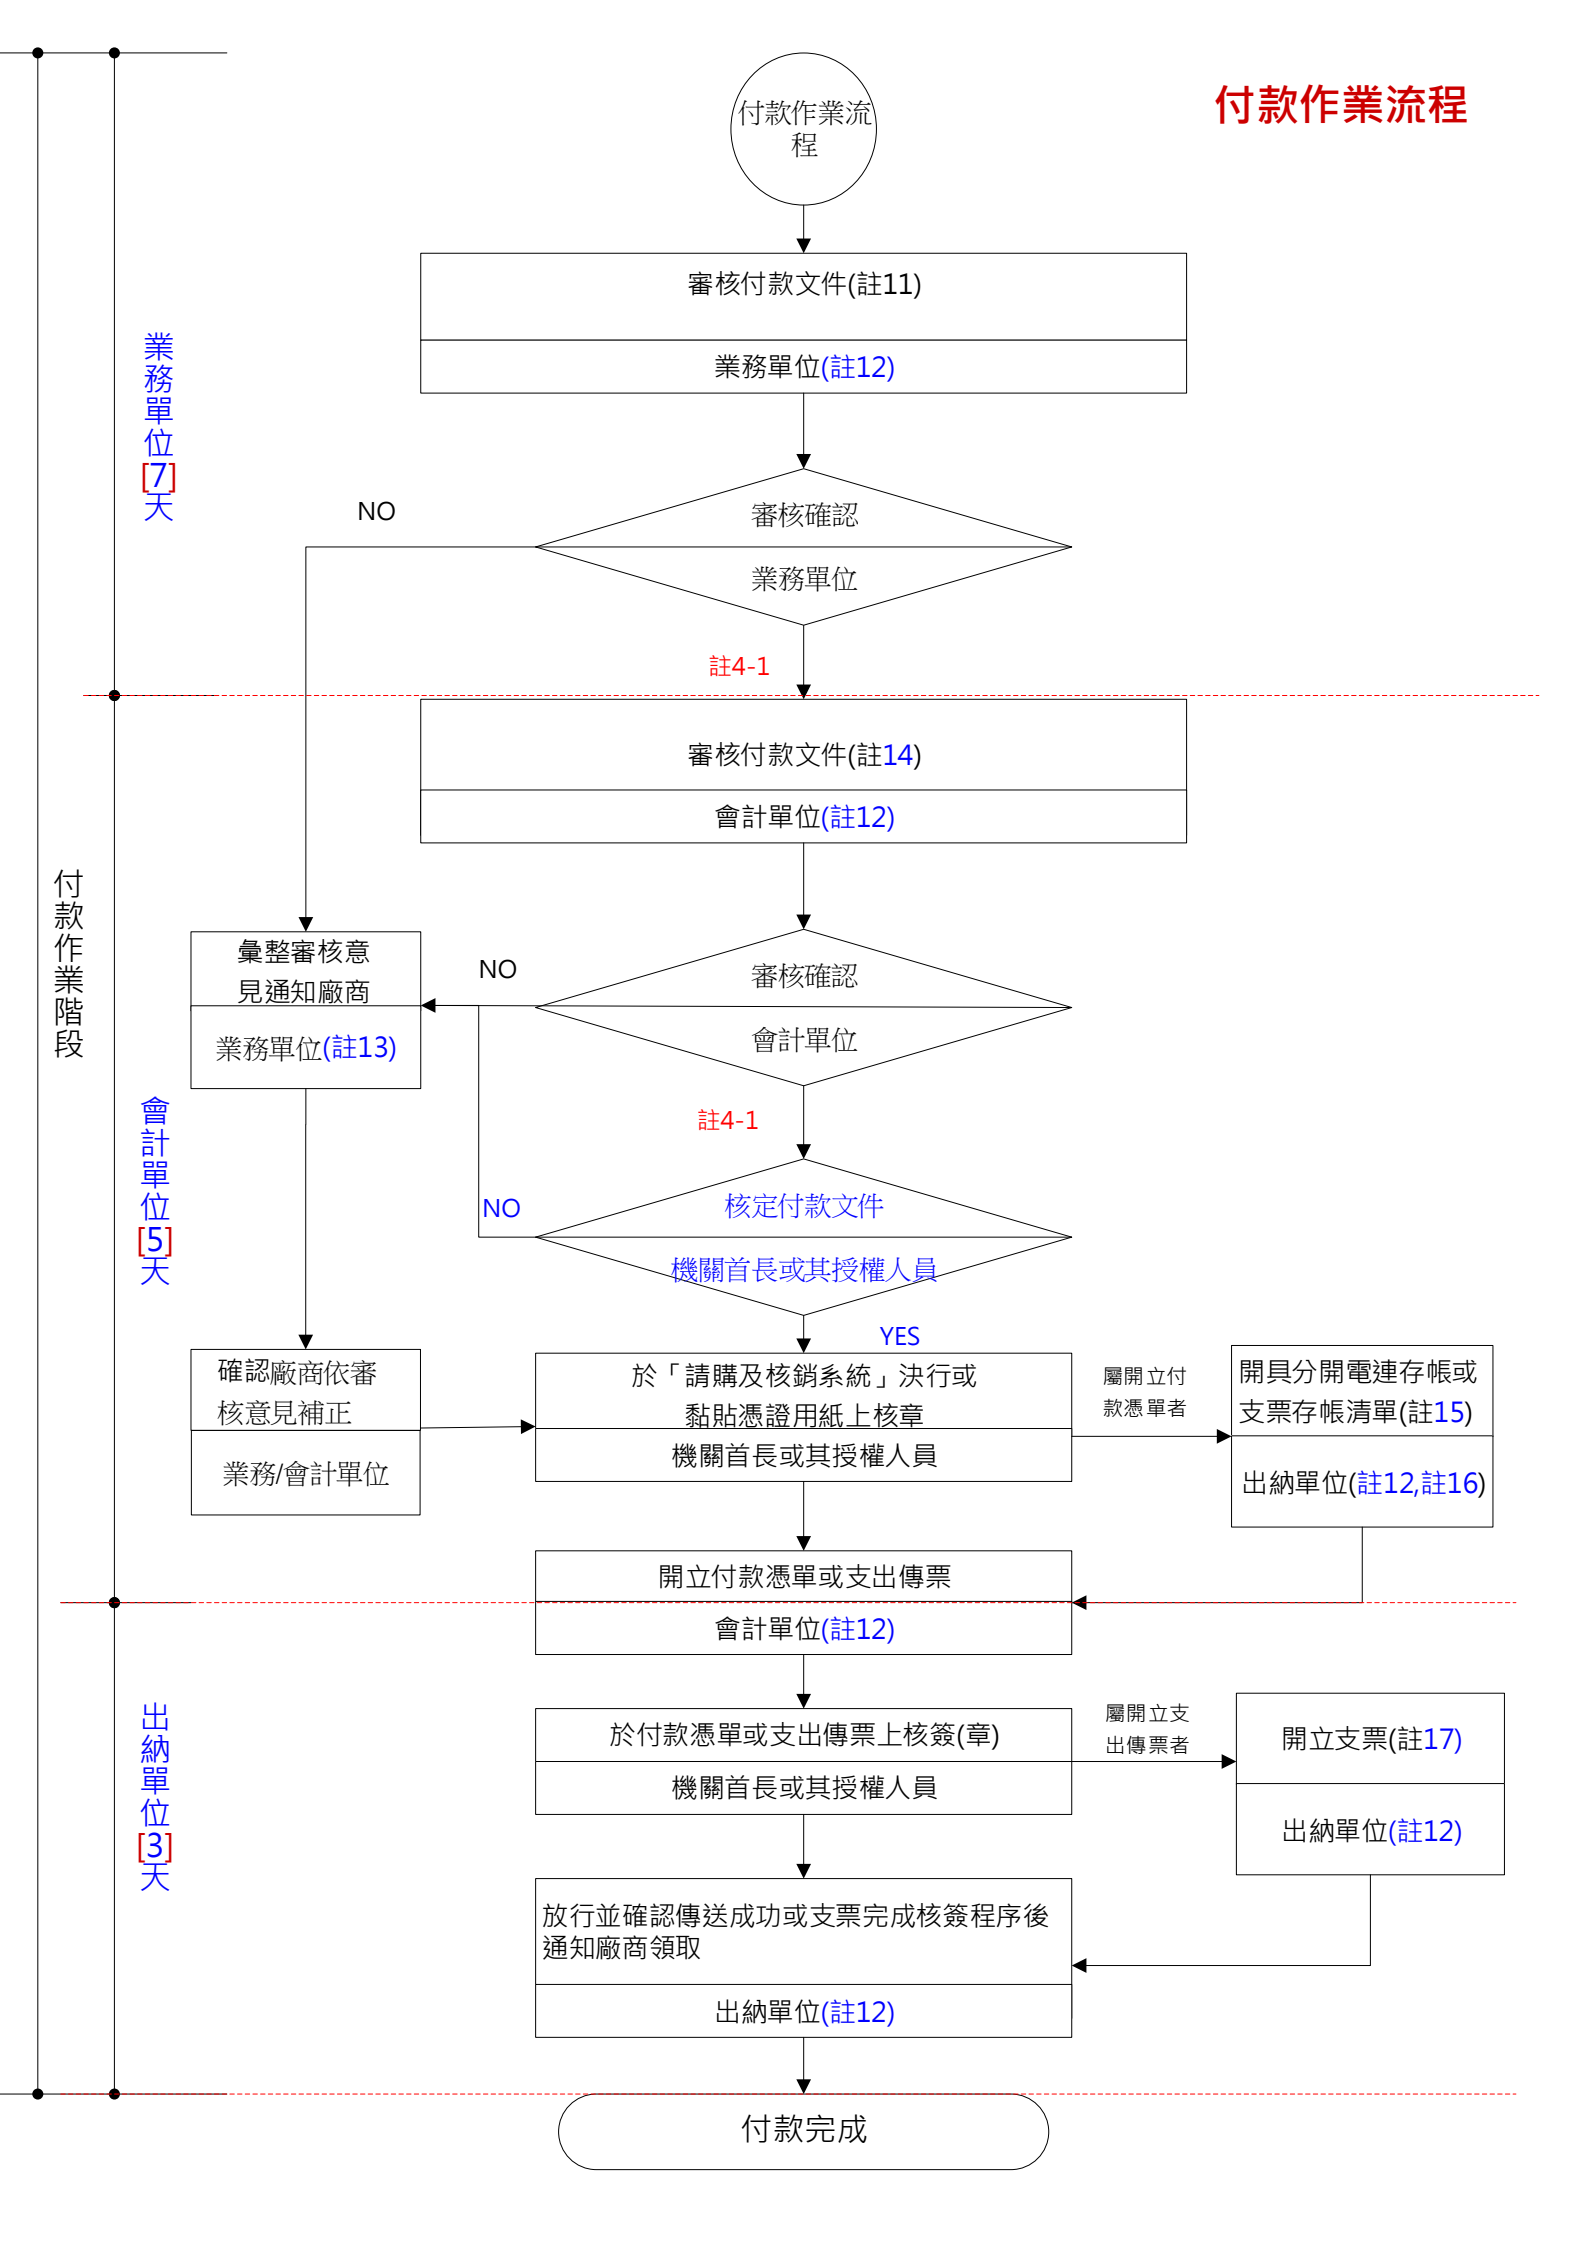 付款作業流程
付款作業流
程
審核付款文件(註11)
業務單位(註12)
業務單位[7]天
NO
審核確認
業務單位
註4-1
審核付款文件(註14)
會計單位(註12)
付款作業階段
彙整審核意
見通知廠商
業務單位(註13)
NO
審核確認
會計單位
註4-1
會計單位[5]天
NO
核定付款文件
機關首長或其授權人員
YES
確認廠商依審
核意見補正
業務/會計單位
於「請購及核銷系統」決行或
黏貼憑證用紙上核章
機關首長或其授權人員
屬開立付
款憑單者
開具分開電連存帳或
支票存帳清單(註15)
出納單位(註12,註16)
開立付款憑單或支出傳票
會計單位(註12)
出納單位[3]天
於付款憑單或支出傳票上核簽(章)
機關首長或其授權人員
屬開立支
出傳票者
開立支票(註17)
出納單位(註12)
放行並確認傳送成功或支票完成核簽程序後
通知廠商領取
出納單位(註12)
付款完成